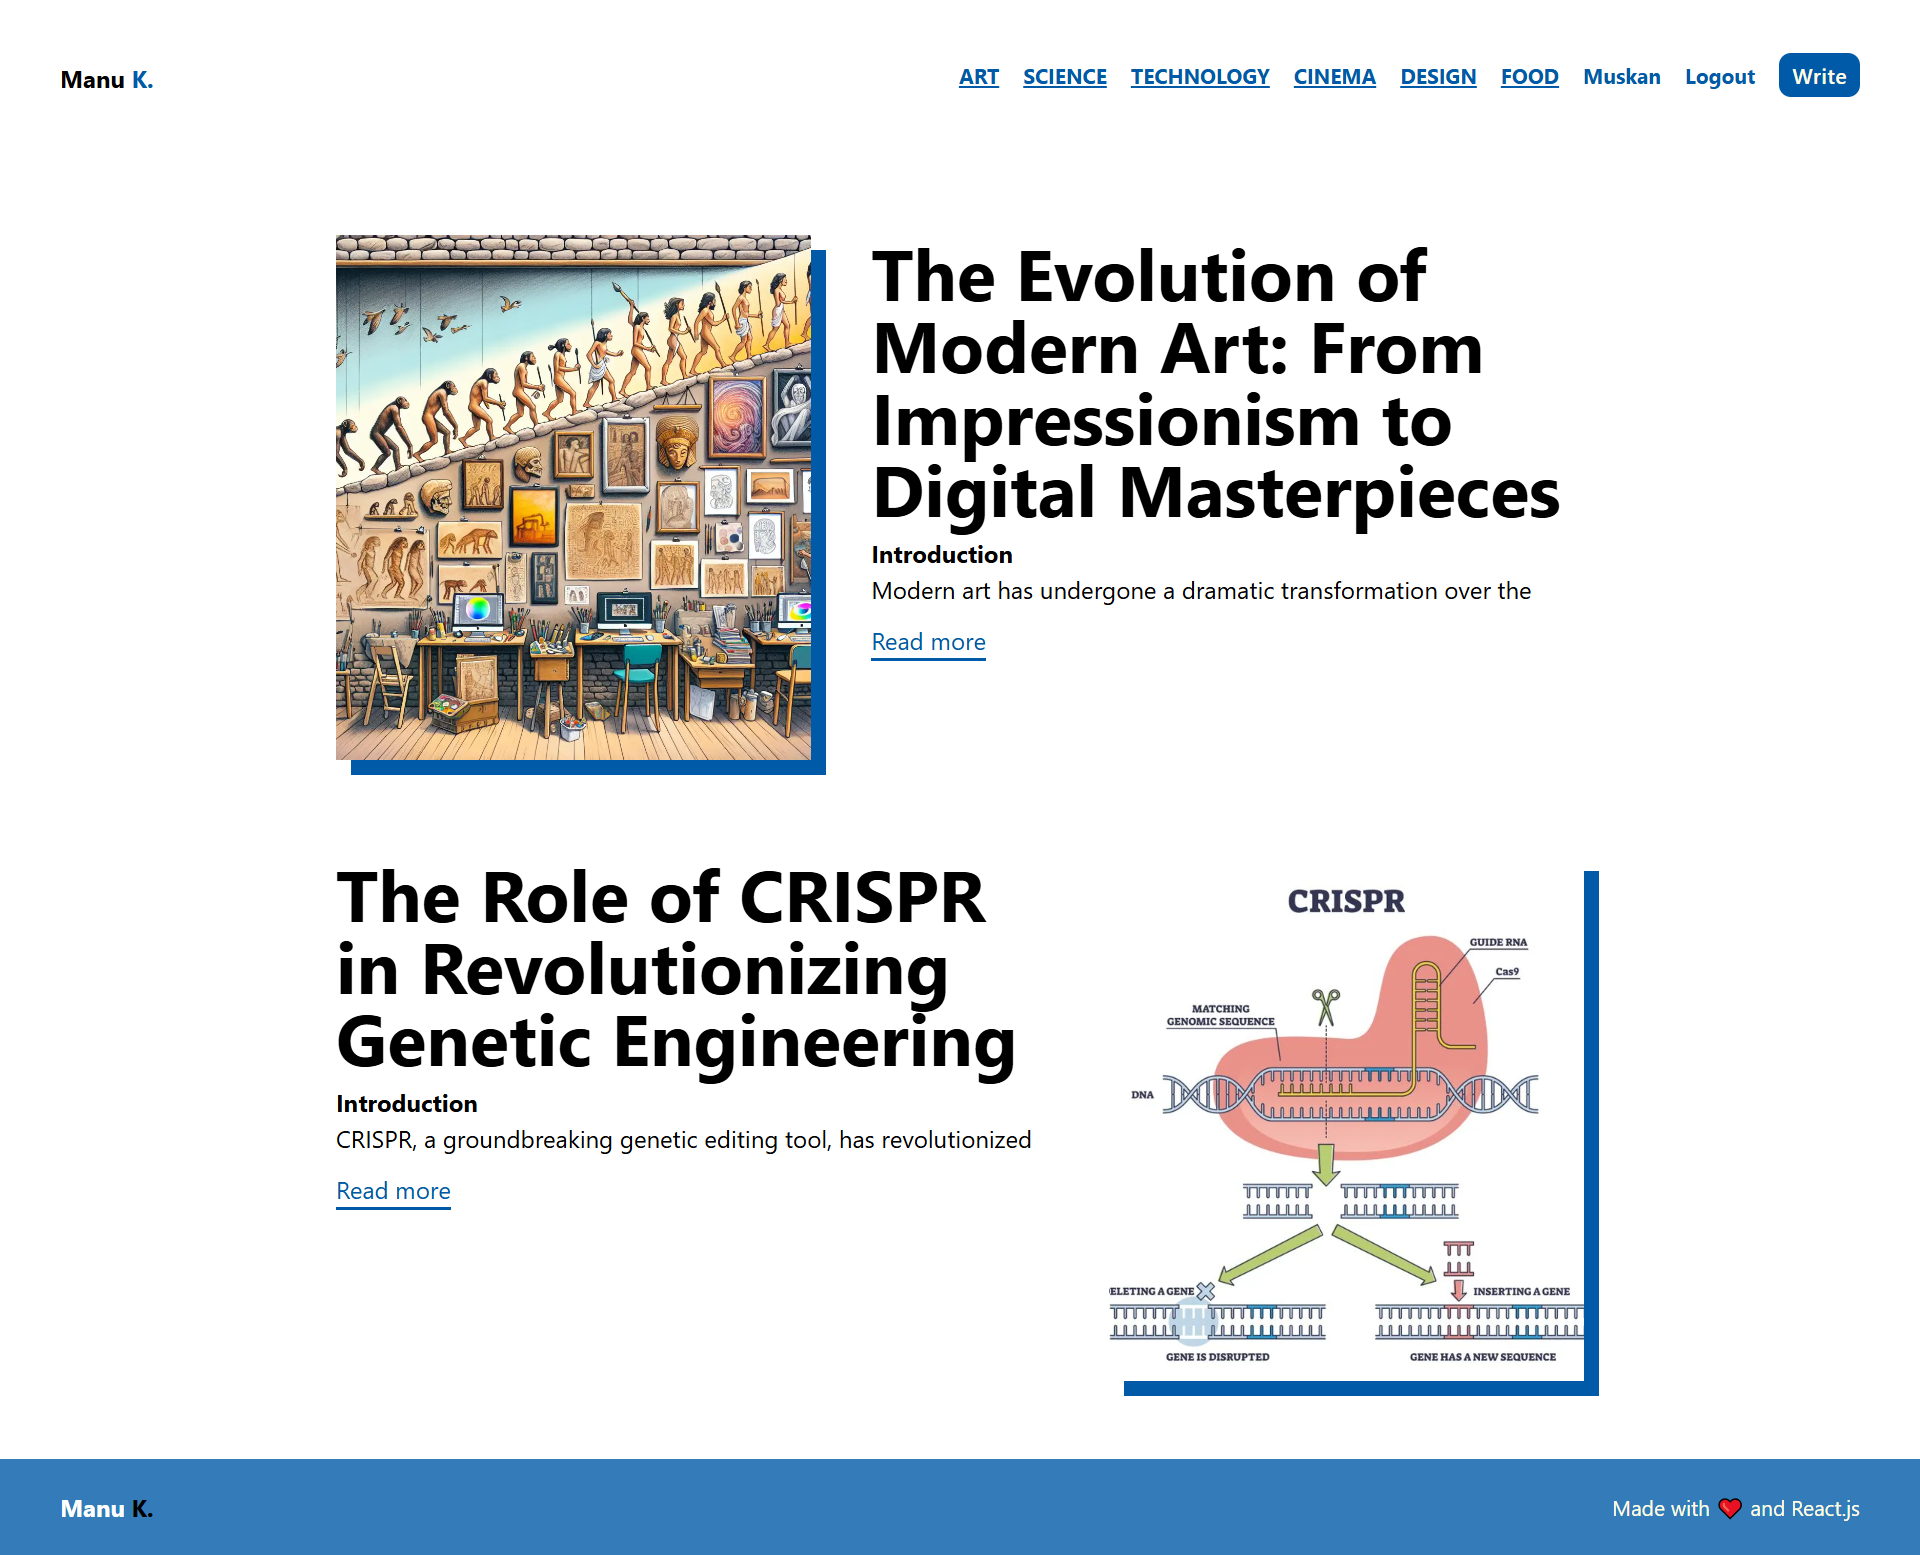 Manu K.
ART SCIENCE TECHNOLOGY CINEMA DESIGN FOOD Muskan Logout Write
The Evolution of
Modern Art: From
Impressionism to
Digital Masterpieces
Introduction
Modern art has undergone a dramatic transformation over the
Read more
The Role of CRISPR
in Revolutionizing
Genetic Engineering
Introduction
CRISPR, a groundbreaking genetic editing tool, has revolutionized
Read more
CRISPR
GUIDE RNA
Cas9
MATCHING
GENOMIC SEQUENCE
DNA
ELETING A GENE
INSERTING A GENE
GENE IS DISRUPTED
GENE HAS A NEW SEQUENCE
Manu K.
Made with ❤️ and React.js